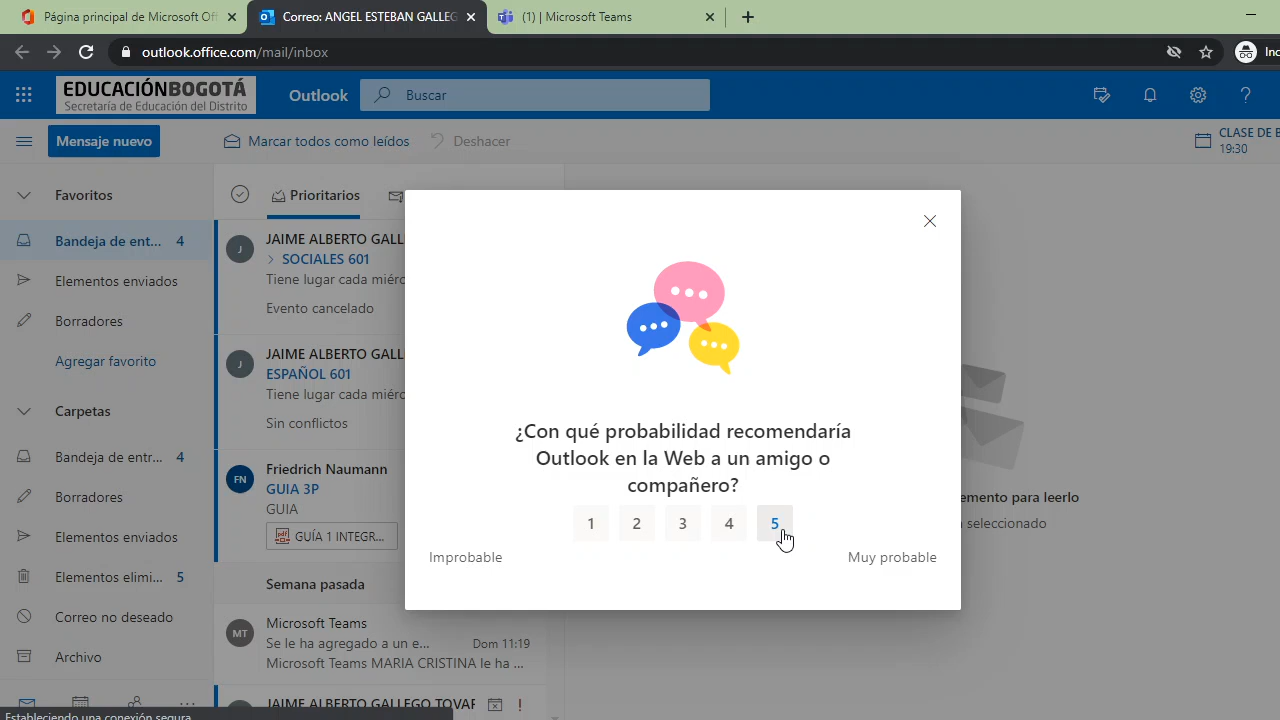 Página principal de Microsoft Off
Correo: ANGEL ESTEBAN GALLEG
(1) | Microsoft Teams
outlook.office.com/mail/inbox
Inc
EDUCACIÓNBOGOTÁ
Secretaría de Educación del Distrito
Outlook
Buscar
Mensaje nuevo
Marcar todos como leídos
Deshacer
CLASE DE E
19:30
Favoritos
Bandeja de ent... 4
Elementos enviados
Borradores
Agregar favorito
Carpetas
Bandeja de entr... 4
Borradores
Elementos enviados
Elementos elimi... 5
Correo no deseado
Archivo
Prioritarios
J
JAIME ALBERTO GALL
> SOCIALES 601
Tiene lugar cada miérc
Evento cancelado
J
JAIME ALBERTO GALL
ESPAÑOL 601
Tiene lugar cada miérc
Sin conflictos
FN
Friedrich Naumann
GUIA 3P
GUIA
GUÍA 1 INTEGR...
Semana pasada
MT
Microsoft Teams
Se le ha agregado a un e... Dom 11:19
Microsoft Teams MARIA CRISTINA le ha ...
JAIME ALBERTO GALLEGO TOVAR
¿Con qué probabilidad recomendaría
Outlook en la Web a un amigo o
compañero?
1 2 3 4 5
Improbable
Muy probable
emento para leerlo
seleccionado
Estableciendo una conexión segura